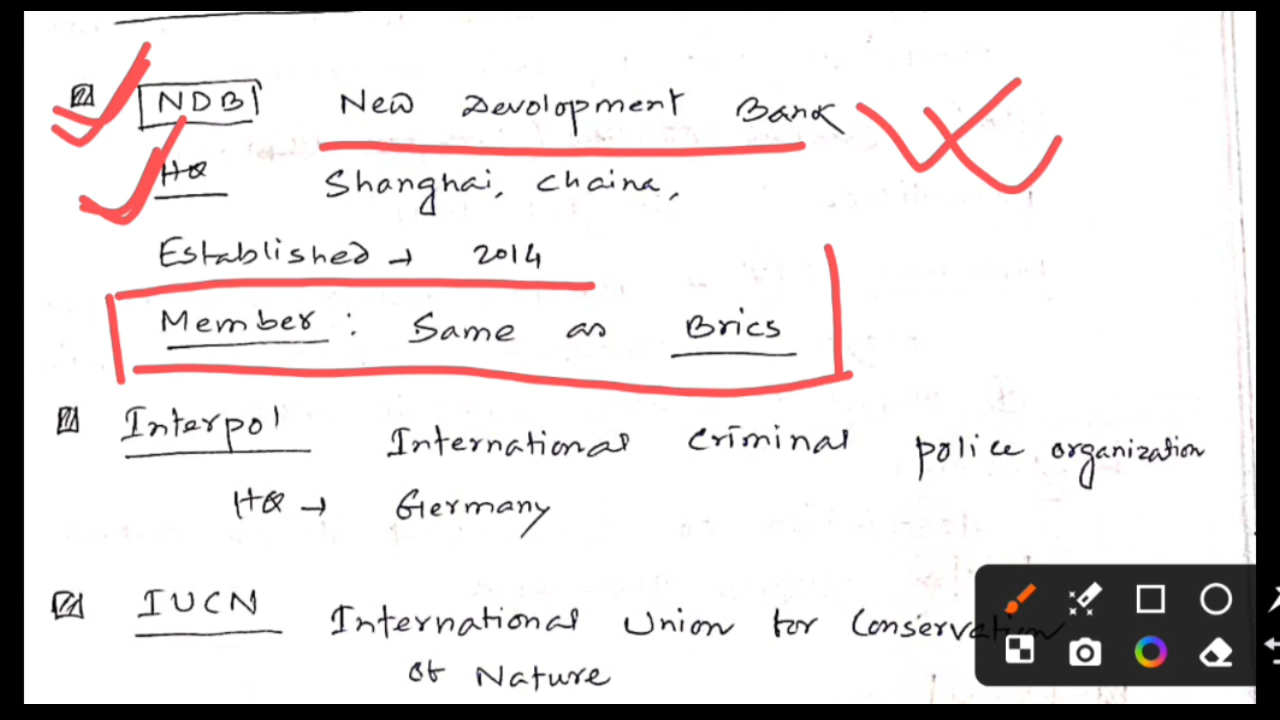 NDB New Devolopment Bank
HQ Shanghai, Chaina,
Established → 2014
Member : Same as Brics
Interpol International Criminal police organization
HQ → Germany
IUCN International Union for Conservation
of Nature